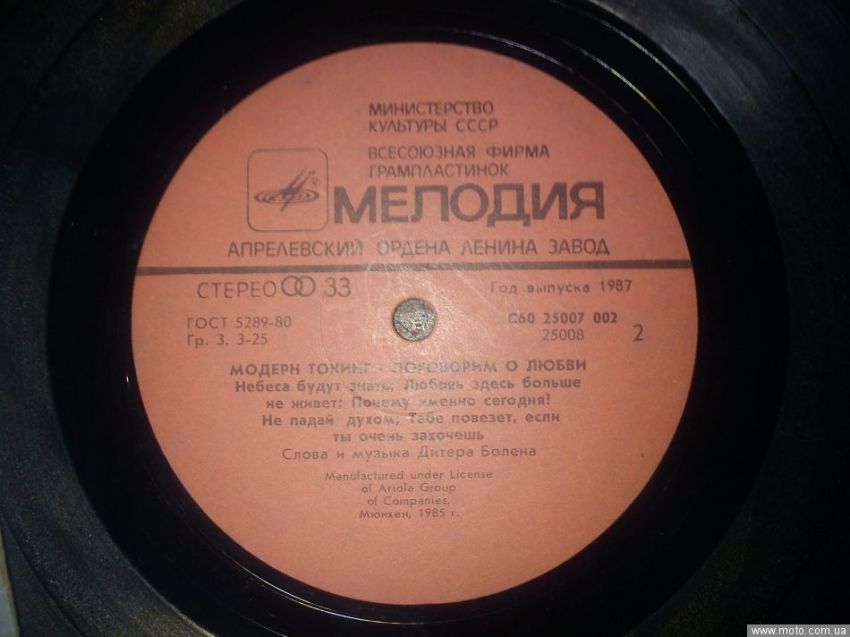 МИНИСТЕРСТВО
КУЛЬТУРЫ СССР
ВСЕСОЮЗНАЯ ФИРМА
ГРАМПЛАСТИНОК
МЕЛОДИЯ
АПРЕЛЕВСКИЙ ОРДЕНА ЛЕНИНА ЗАВОД
СТЕРЕО 33
Год выпуска 1987
ГОСТ 5289-80
Гр. 3. 3-25
С60 25007 002
25008
2
МОДЕРН ТОКИНГ - ПОГОВОРИМ О ЛЮБВИ
Небеса будут знать; Любовь здесь больше
не живет; Почему именно сегодня!
Не падай духом; Тебе повезет, если
ты очень захочешь
Слова и музыка Дитера Болена
Manufactured under License
of Ariola Group
of Companies,
Мюнхен, 1985 г.
www.moto.com.ua